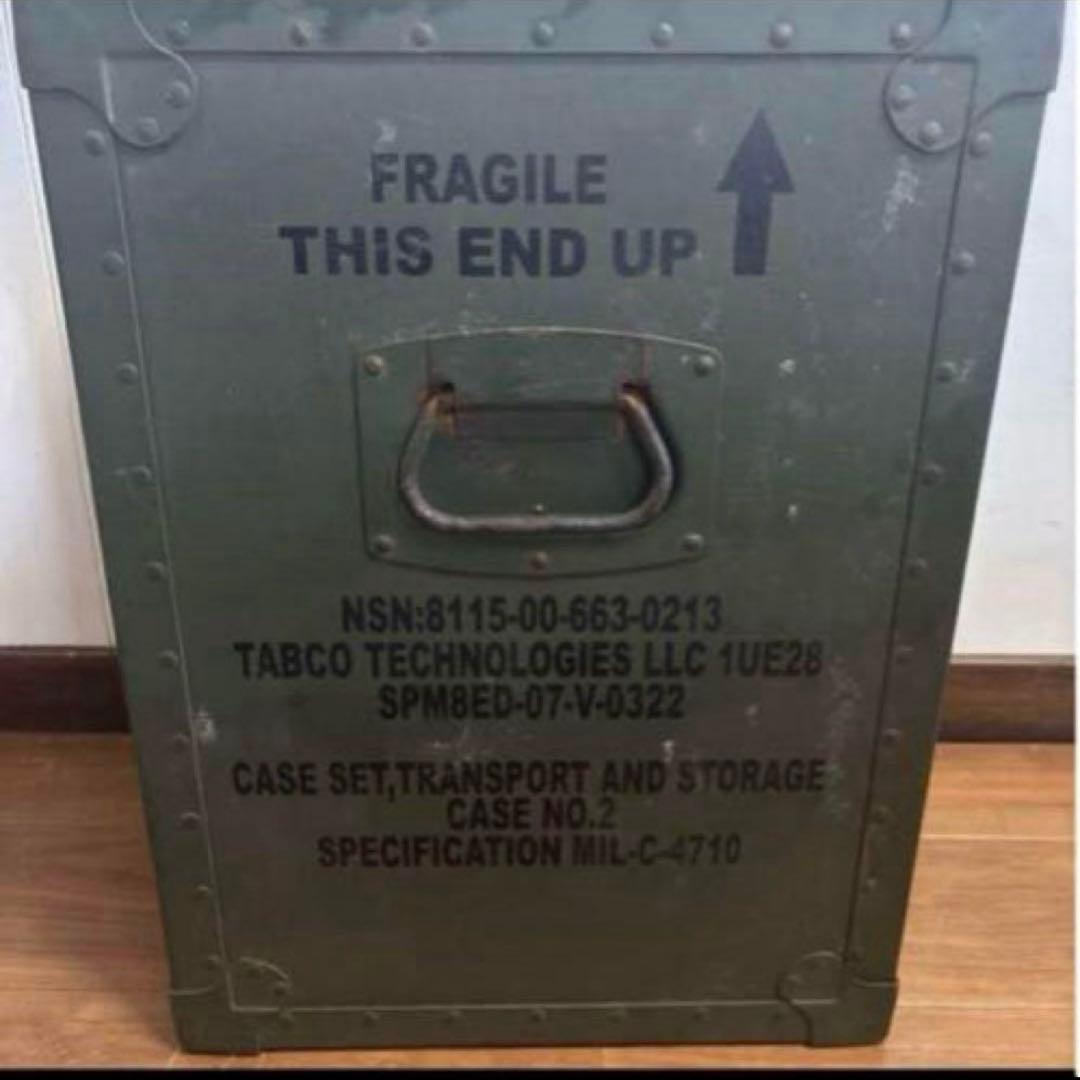 FRAGILE
THIS END UP
NSN:8115-00-663-0213
TABCO TECHNOLOGIES LLC 1UE28
SPM8ED-07-V-0322
CASE SET,TRANSPORT AND STORAGE
CASE NO.2
SPECIFICATION MIL-C-4710